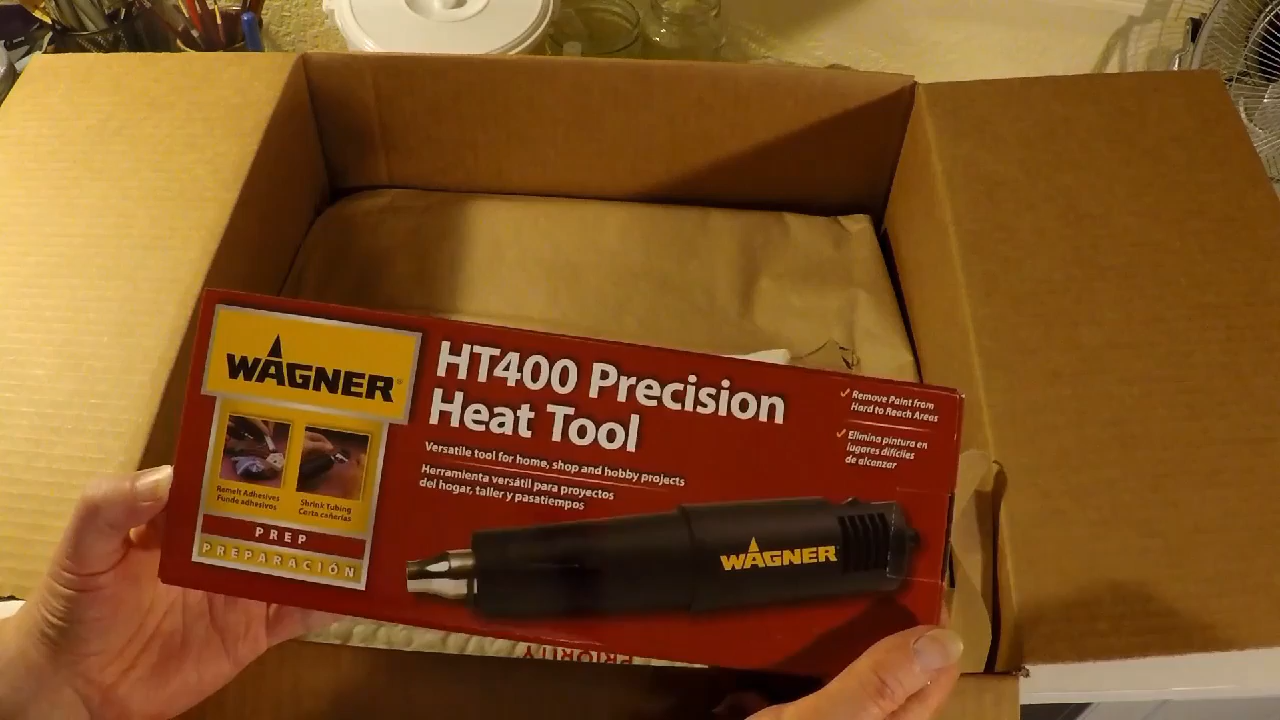 WAGNER
HT400 Precision
Heat Tool
Versatile tool for home, shop and hobby projects
Herramienta versátil para proyectos
del hogar, taller y pasatiempos
✓ Remove Paint from
Hard to Reach Areas
✓ Elimina pintura en
lugares difíciles
de alcanzar
Remelt Adhesives
Funde adhesivos
Shrink Tubing
Corta cañerías
PREP
PREPARACIÓN
WAGNER
PRIORITY